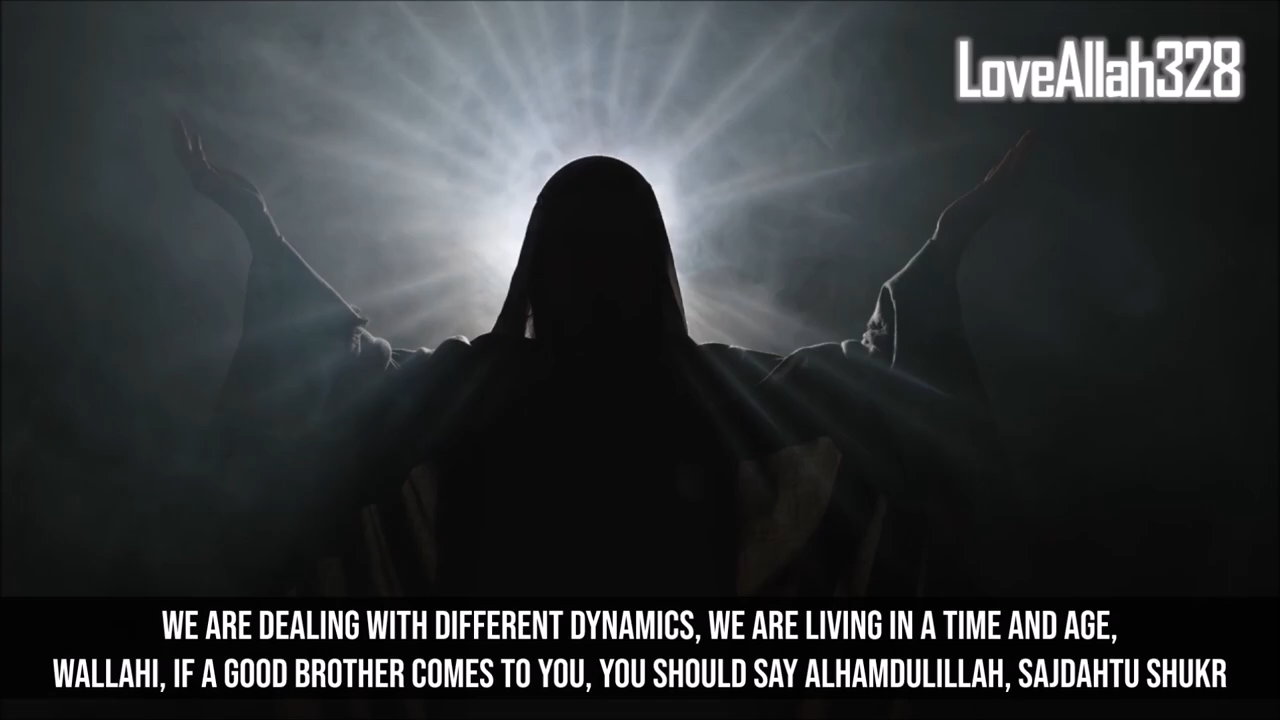 LoveAllah328
WE ARE DEALING WITH DIFFERENT DYNAMICS, WE ARE LIVING IN A TIME AND AGE,
WALLAHI, IF A GOOD BROTHER COMES TO YOU, YOU SHOULD SAY ALHAMDULILLAH, SAJDAHTU SHUKR